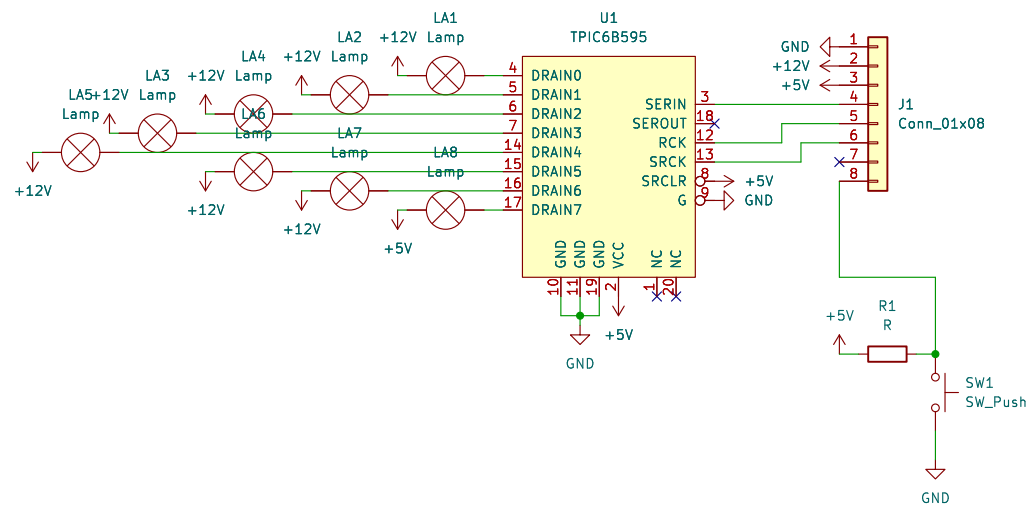 LA1
Lamp
+12V
LA2
Lamp
+12V
LA4
Lamp
+12V
LA3
Lamp
+12V
LA5
Lamp
+12V
LA6
Lamp
+12V
LA7
Lamp
+12V
LA8
Lamp
+5V
U1
TPIC6B595
4 DRAIN0
5 DRAIN1
6 DRAIN2
7 DRAIN3
14 DRAIN4
15 DRAIN5
16 DRAIN6
17 DRAIN7
SERIN 3
SEROUT 18
RCK 12
SRCK 13
SRCLR 8
G 9
+5V
GND
GND 10
GND 11
GND 19
VCC 2
NC 1
NC 20
GND
+5V
GND
+12V
+5V
1
2
3
4
5
6
7
8
J1
Conn_01x08
R1
R
+5V
SW1
SW_Push
GND